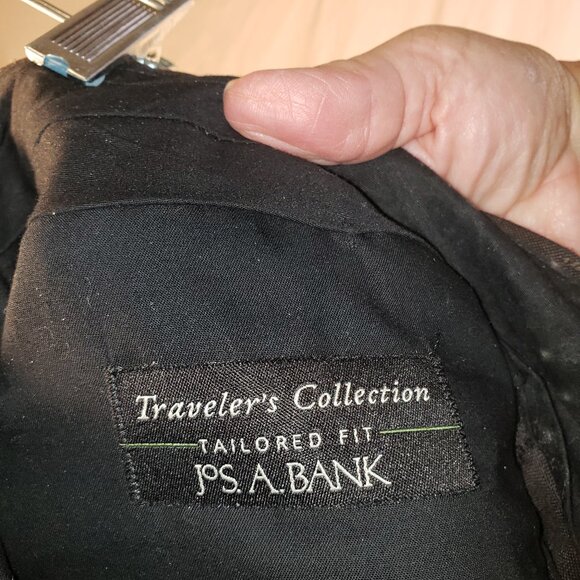 Traveler's Collection
TAILORED FIT
JoS. A. BANK